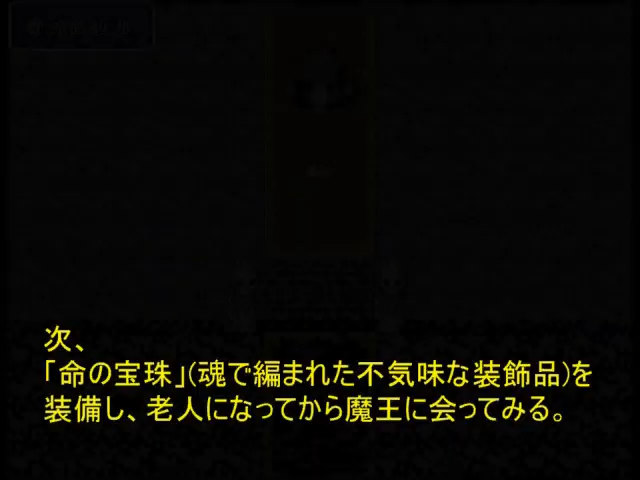 次、
「命の宝珠」(魂で編まれた不気味な装飾品)を
装備し、老人になってから魔王に会ってみる。